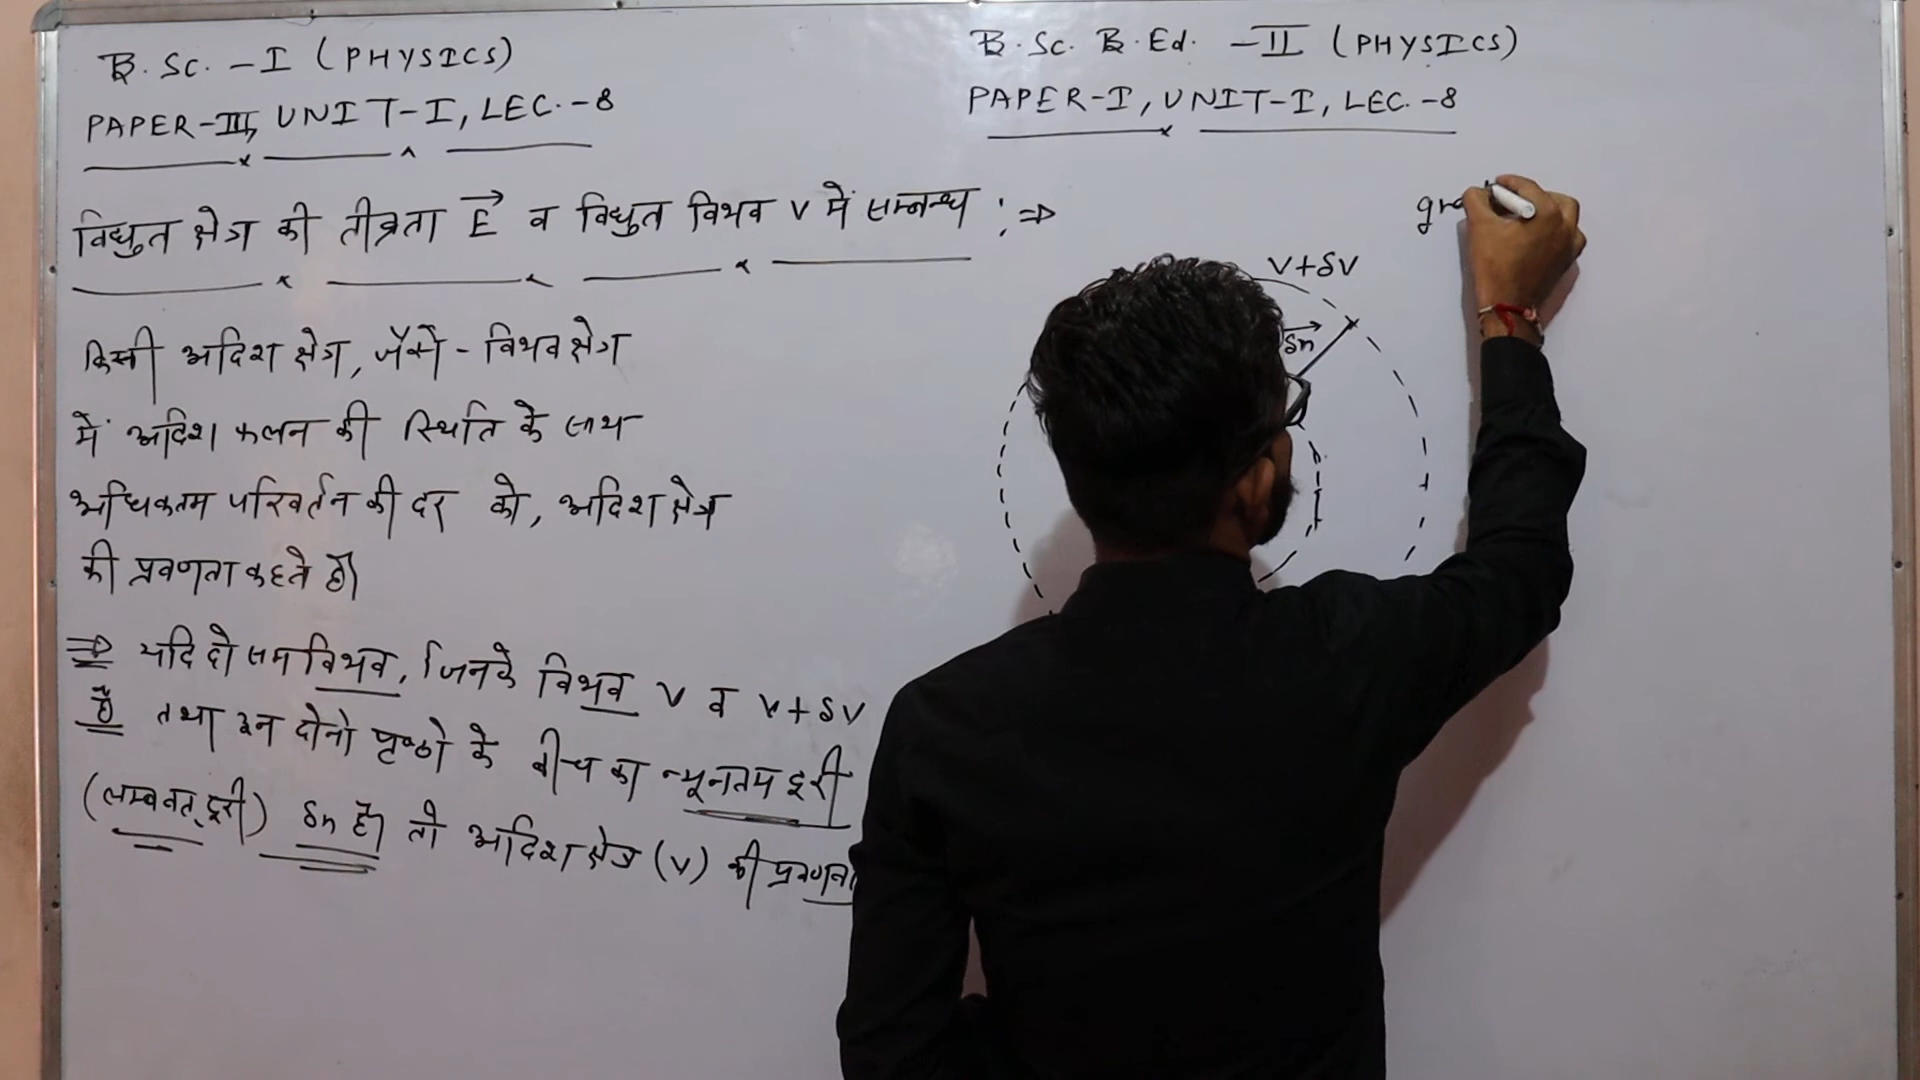 B.Sc. -I (PHYSICS)
PAPER-III, UNIT-I, LEC.-8
B.Sc. B.Ed. -II (PHYSICS)
PAPER-I, UNIT-I, LEC.-8
विद्युत क्षेत्र की तीव्रता E→ व विद्युत विभव V में सम्बन्ध :⇒
किसी अदिश क्षेत्र, जैसे - विभव क्षेत्र
में अदिश फलन की स्थिति के साथ
अधिकतम परिवर्तन की दर को, अदिश क्षेत्र
की प्रवणता कहते हैं।
⇒ यदि दो सम विभव, जिनके विभव V व V+δV
है तथा इन दोनो पृष्ठो के बीच का न्यूनतम दूरी
(लम्बवत् दूरी) δn है। तो अदिश क्षेत्र (V) की प्रवणता
V+δV
δn→
gra